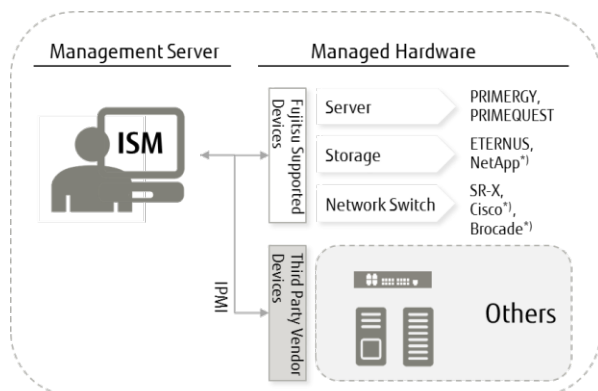 Management Server
Managed Hardware
ISM
Fujitsu Supported
Devices
Server
PRIMERGY,
PRIMEQUEST
Storage
ETERNUS,
NetApp*)
Network Switch
SR-X,
Cisco*),
Brocade*)
IPMI
Third Party Vendor
Devices
Others